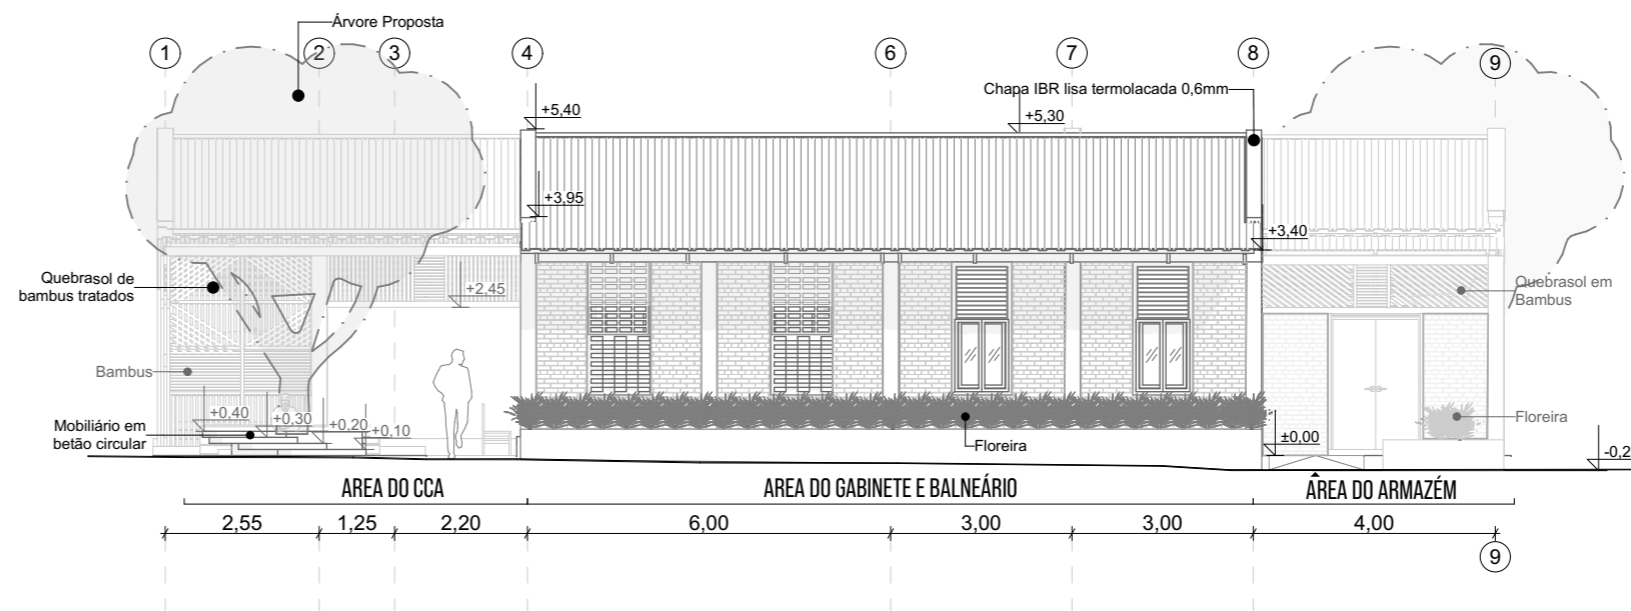 Árvore Proposta
1
2
3
4
6
7
8
9
Chapa IBR lisa termolacada 0,6mm
+5,40
+5,30
+3,95
+3,40
Quebrasol de
bambus tratados
+2,45
Quebrasol em
Bambus
Bambus
+0,40
+0,30
+0,20
+0,10
Mobiliário em
betão circular
Floreira
Floreira
±0,00
-0,2
AREA DO CCA
AREA DO GABINETE E BALNEÁRIO
ÁREA DO ARMAZÉM
2,55
1,25
2,20
6,00
3,00
3,00
4,00
9